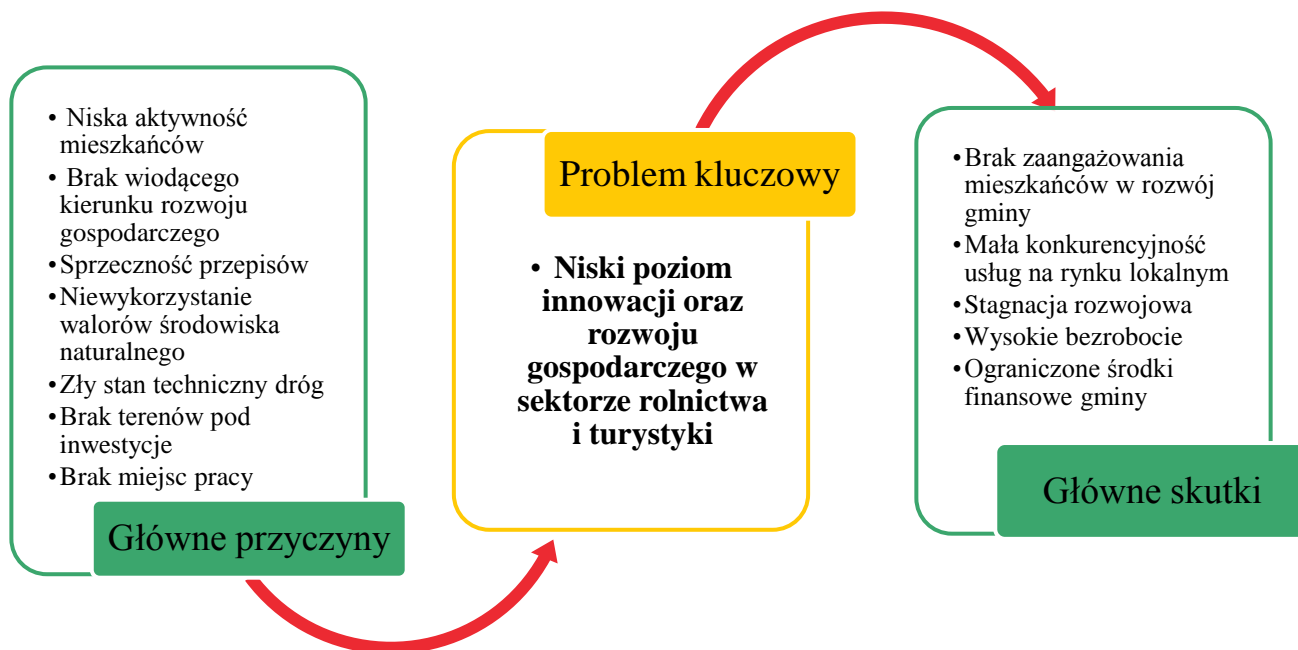 • Niska aktywność
mieszkańców
• Brak wiodącego
kierunku rozwoju
gospodarczego
• Sprzeczność przepisów
• Niewykorzystanie
walorów środowiska
naturalnego
• Zły stan techniczny dróg
• Brak terenów pod
inwestycje
• Brak miejsc pracy
Główne przyczyny
Problem kluczowy
• Niski poziom
innowacji oraz
rozwoju
gospodarczego w
sektorze rolnictwa
i turystyki
• Brak zaangażowania
mieszkańców w rozwój
gminy
• Mała konkurencyjność
usług na rynku lokalnym
• Stagnacja rozwojowa
• Wysokie bezrobocie
• Ograniczone środki
finansowe gminy
Główne skutki